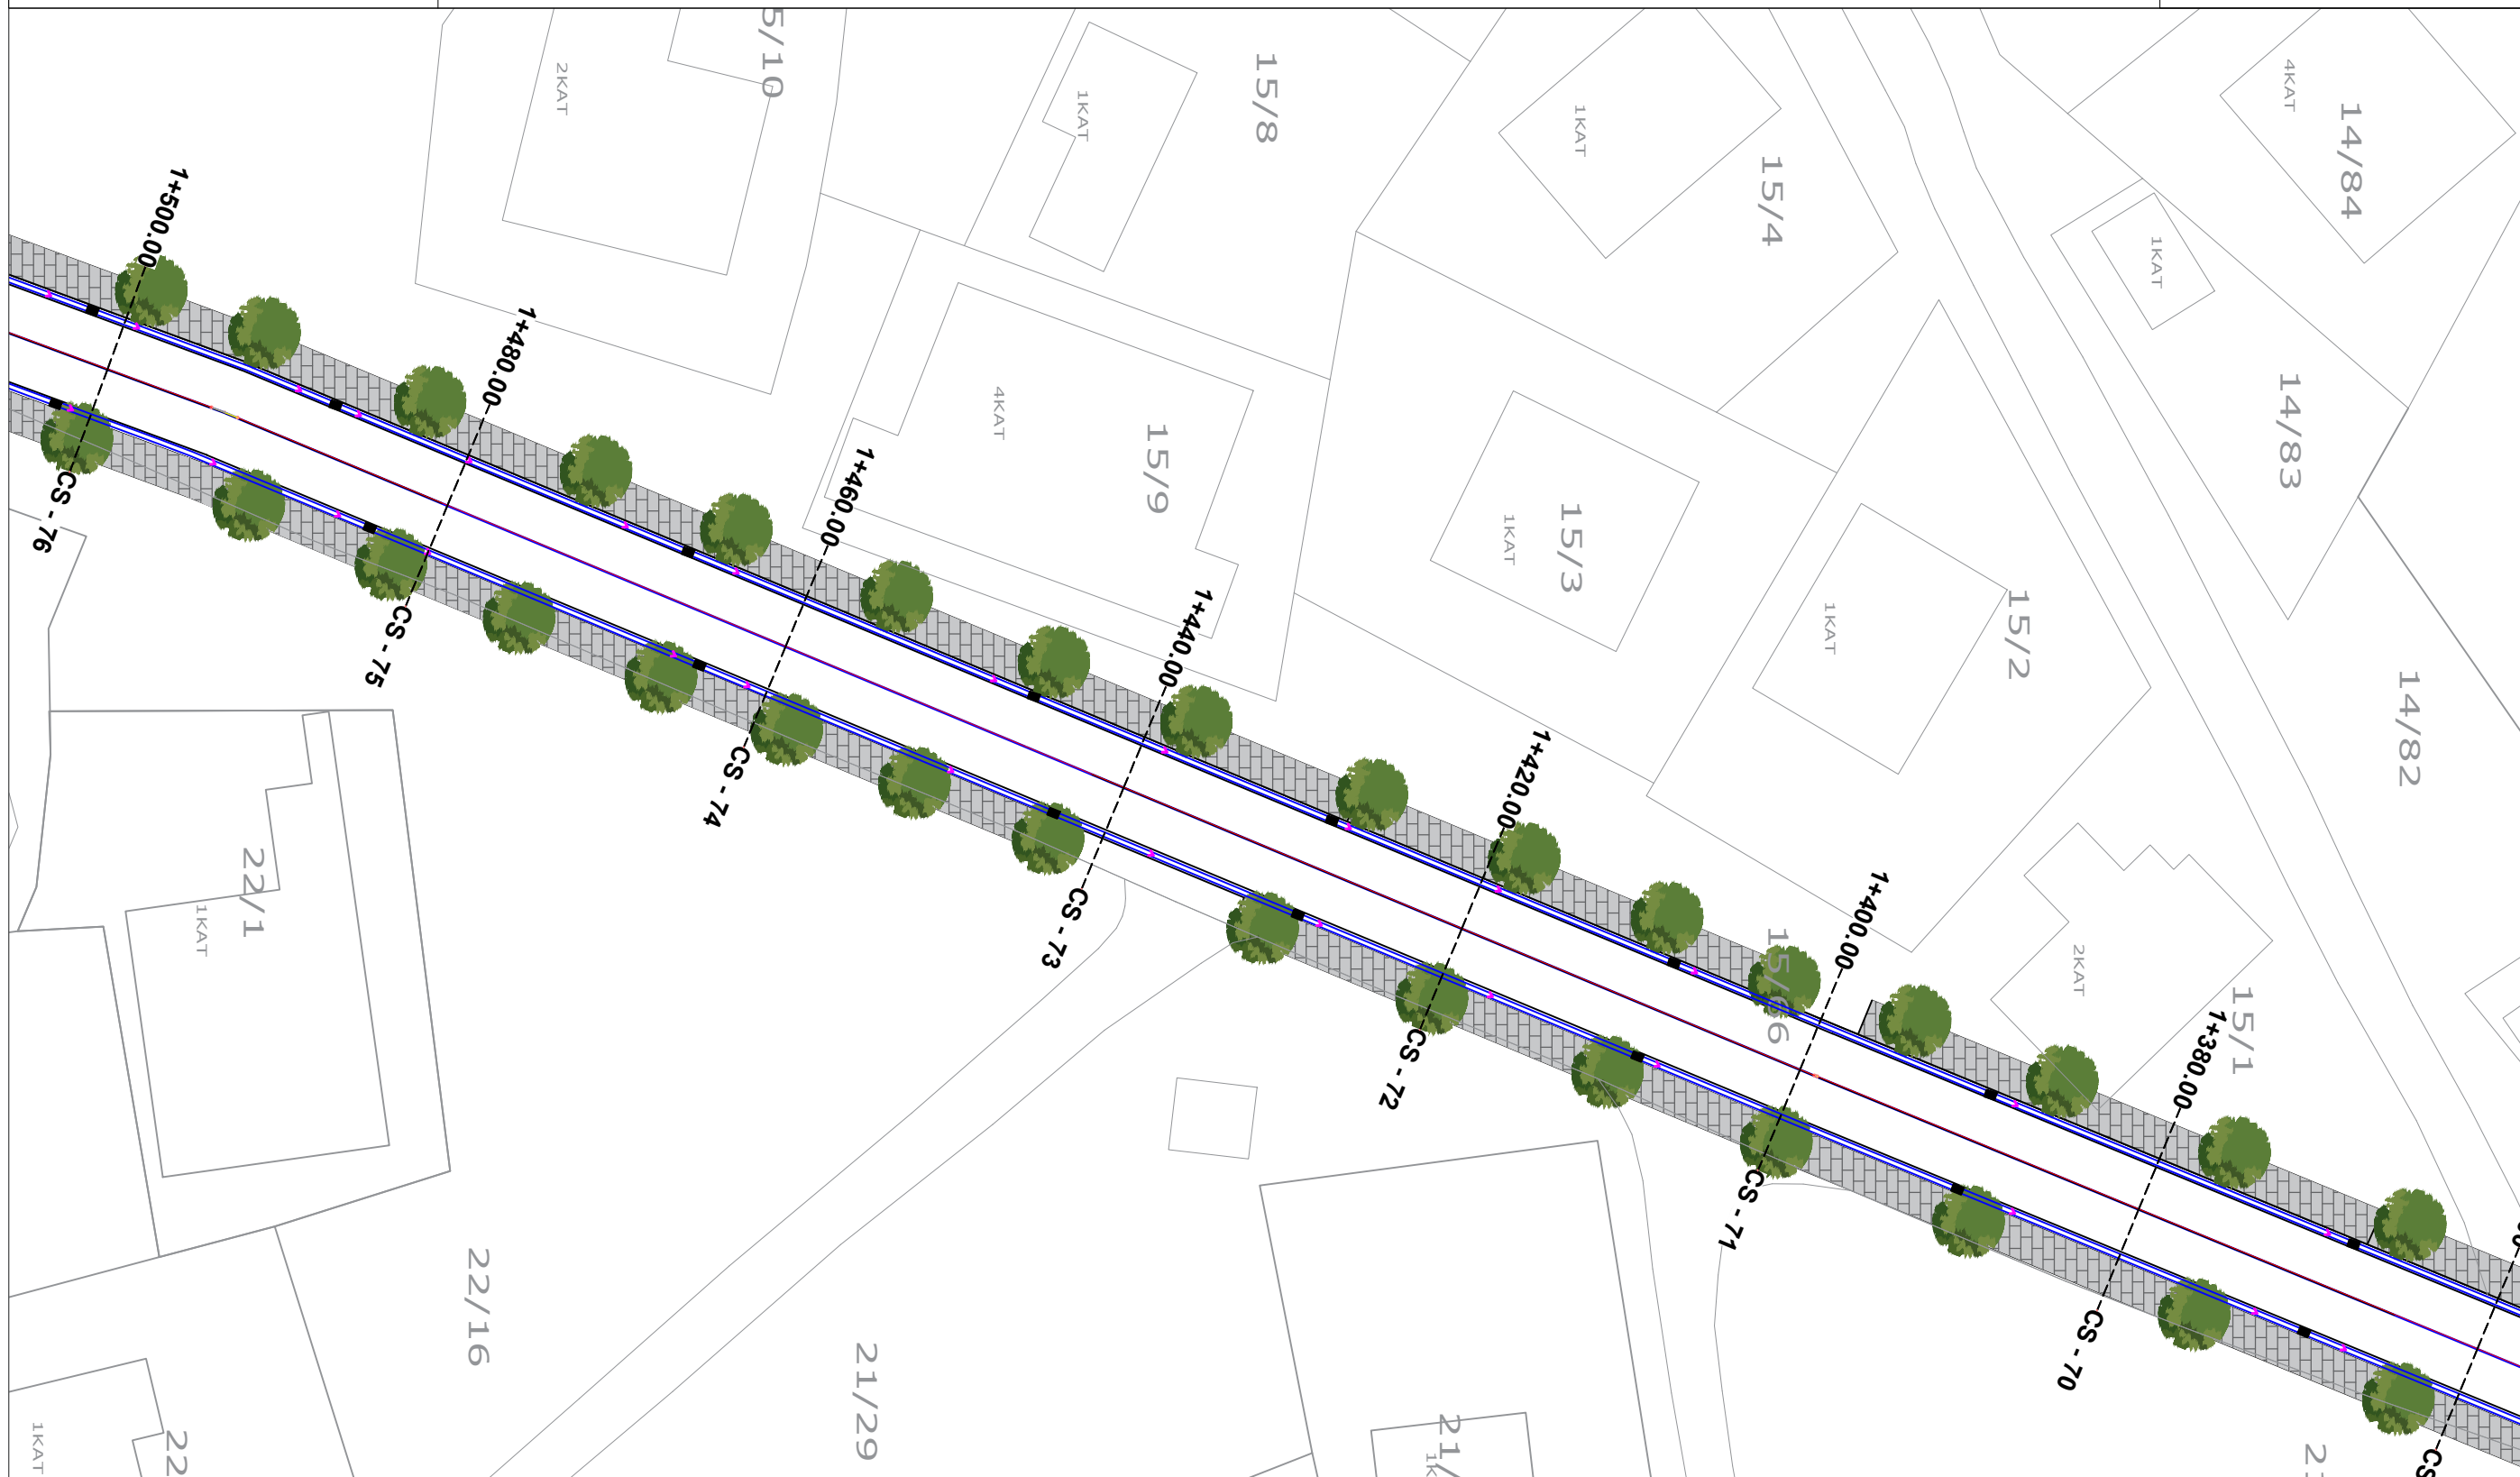 2KAT
5/10
1KAT
15/8
1KAT
15/4
4KAT
14/84
1KAT
1+500.00
1+480.00
4KAT
15/9
1+460.00
1KAT
15/3
14/83
CS - 76
CS - 75
1+440.00
1KAT
15/2
14/82
CS - 74
1+420.00
22/1
1KAT
CS - 73
1+400.00
2KAT
15/1
1+380.00
CS - 72
CS - 71
CS - 70
22/16
21/29
1KAT
22
21/
CS